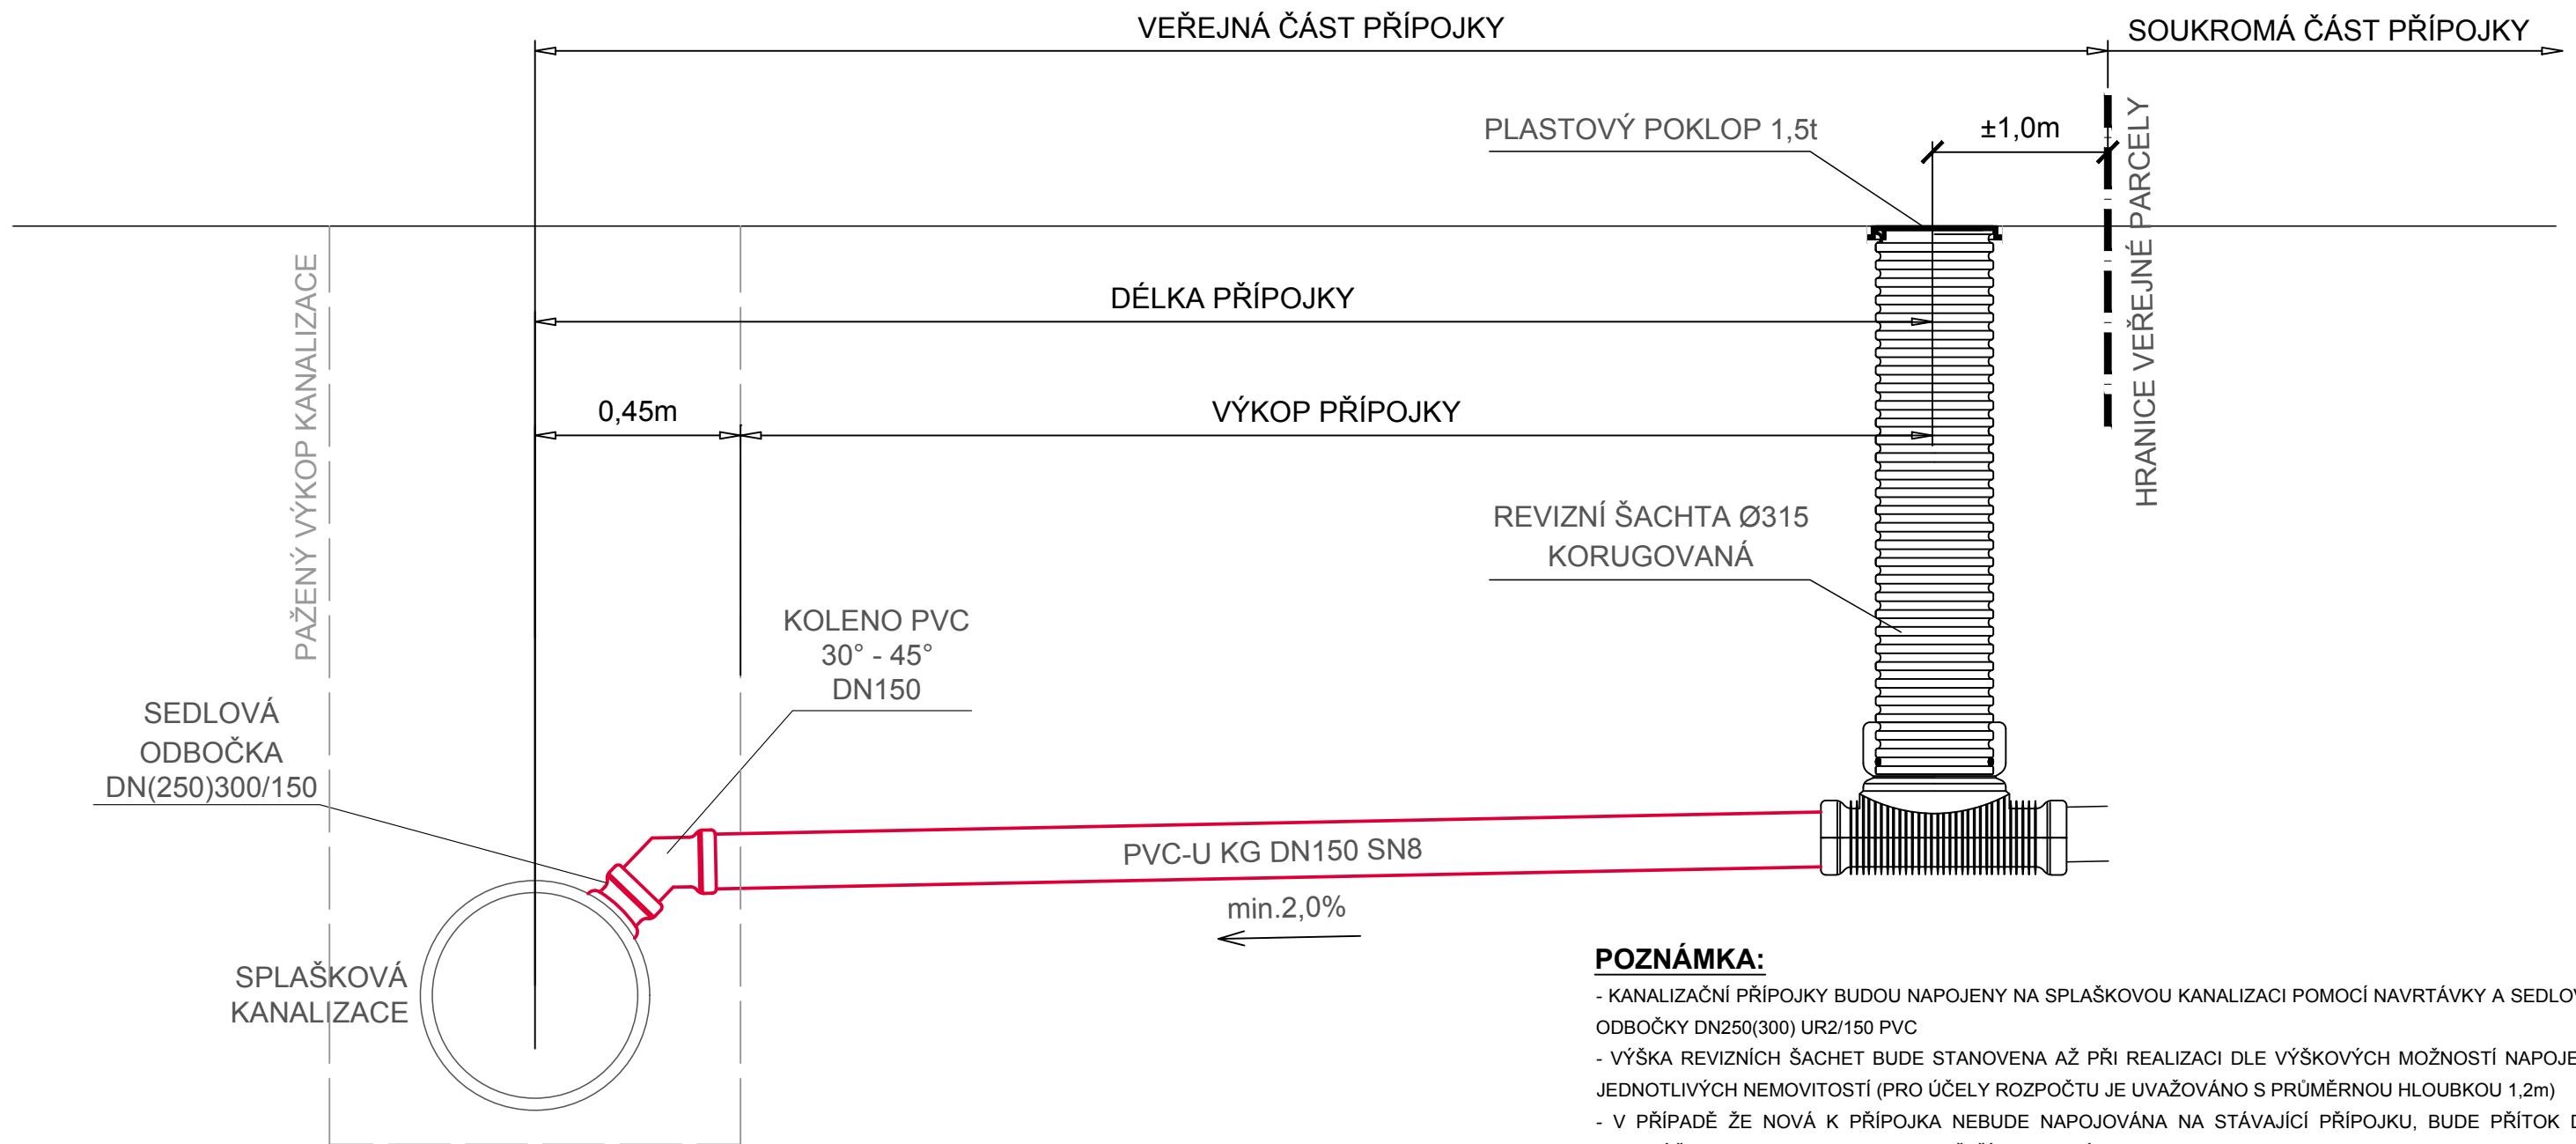 VEŘEJNÁ ČÁST PŘÍPOJKY
SOUKROMÁ ČÁST PŘÍPOJKY
PLASTOVÝ POKLOP 1,5t
±1,0m
HRANICE VEŘEJNÉ PARCELY
PAŽENÝ VÝKOP KANALIZACE
DÉLKA PŘÍPOJKY
0,45m
VÝKOP PŘÍPOJKY
REVIZNÍ ŠACHTA Ø315
KORUGOVANÁ
KOLENO PVC
30° - 45°
DN150
SEDLOVÁ
ODBOČKA
DN(250)300/150
PVC-U KG DN150 SN8
min.2,0%
SPLAŠKOVÁ
KANALIZACE
POZNÁMKA:
- KANALIZAČNÍ PŘÍPOJKY BUDOU NAPOJENY NA SPLAŠKOVOU KANALIZACI POMOCÍ NAVRTÁVKY A
ODBOČKY DN250(300) UR2/150 PVC
- VÝŠKA REVIZNÍCH ŠACHET BUDE STANOVENA AŽ PŘI REALIZACI DLE VÝŠKOVÝCH MOŽNOSTÍ
JEDNOTLIVÝCH NEMOVITOSTÍ (PRO ÚČELY ROZPOČTU JE UVAŽOVÁNO S PRŮMĚRNOU HLOUBKOU 1,2m)
- V PŘÍPADĚ ŽE NOVÁ K PŘÍPOJKA NEBUDE NAPOJOVÁNA NA STÁVAJÍCÍ PŘÍPOJKU, BUDE PŘÍTOK